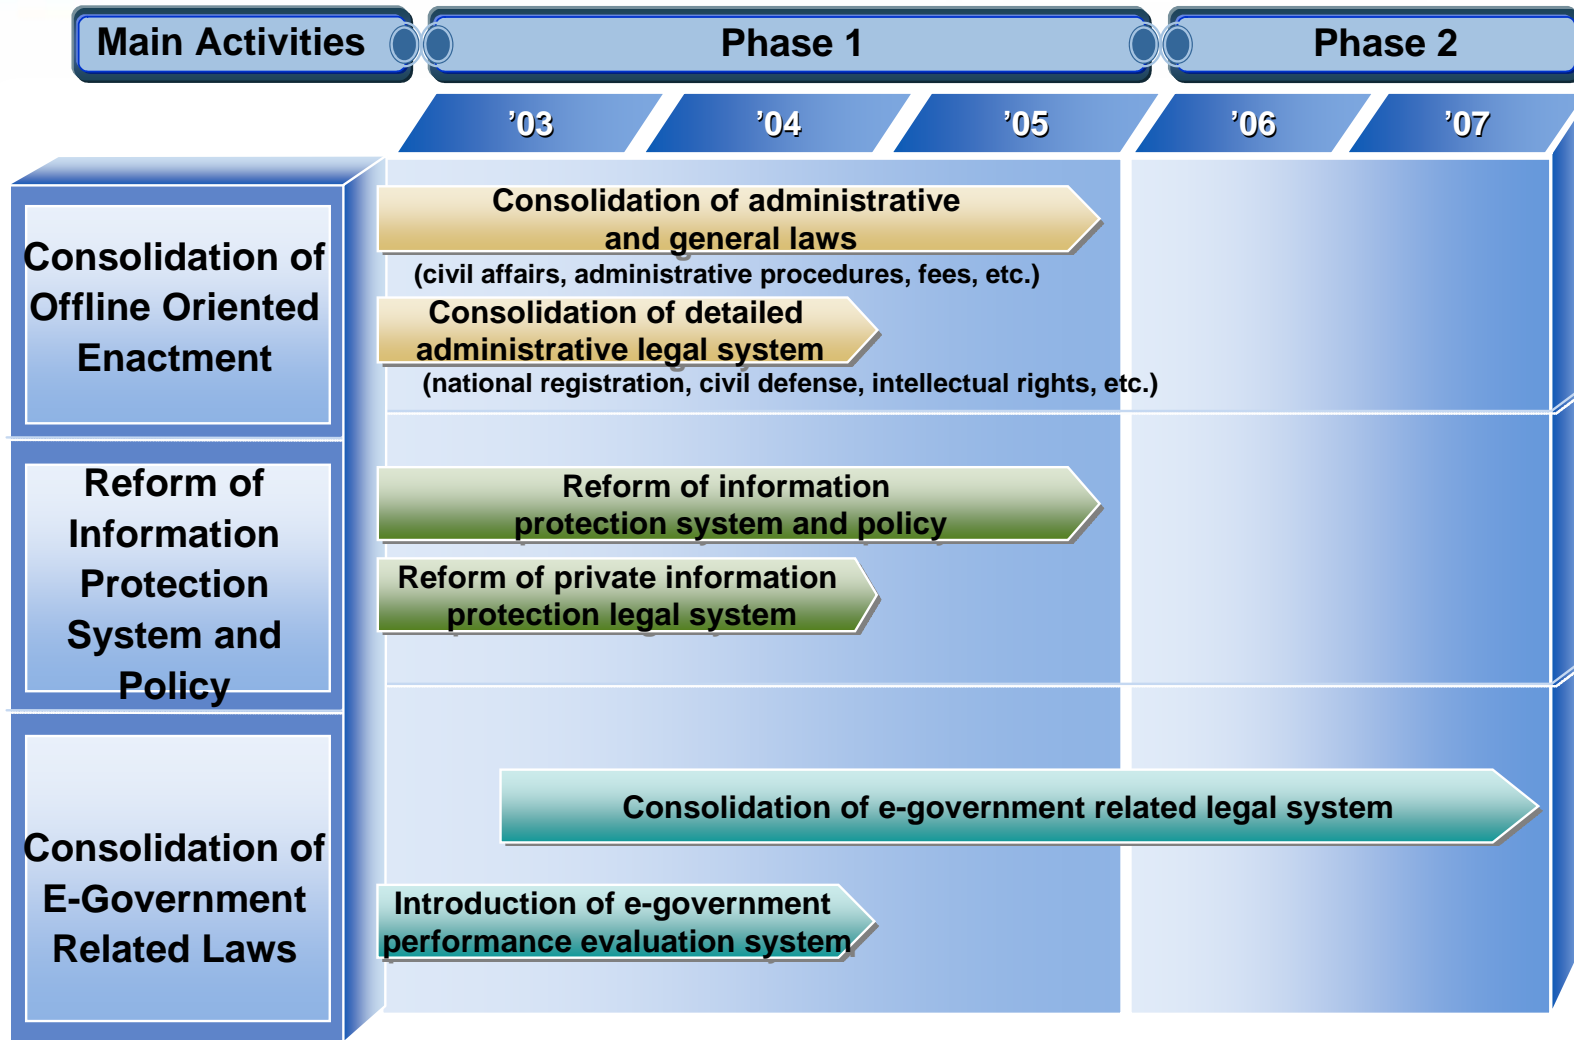 Main Activities
Phase 1
Phase 2
’03
’04
’05
’06
’07
Consolidation of
Offline Oriented
Enactment
Consolidation of administrative
and general laws
(civil affairs, administrative procedures, fees, etc.)
Consolidation of detailed
administrative legal system
(national registration, civil defense, intellectual rights, etc.)
Reform of
Information
Protection
System and
Policy
Reform of information
protection system and policy
Reform of private information
protection legal system
Consolidation of
E-Government
Related Laws
Consolidation of e-government related legal system
Introduction of e-government
performance evaluation system